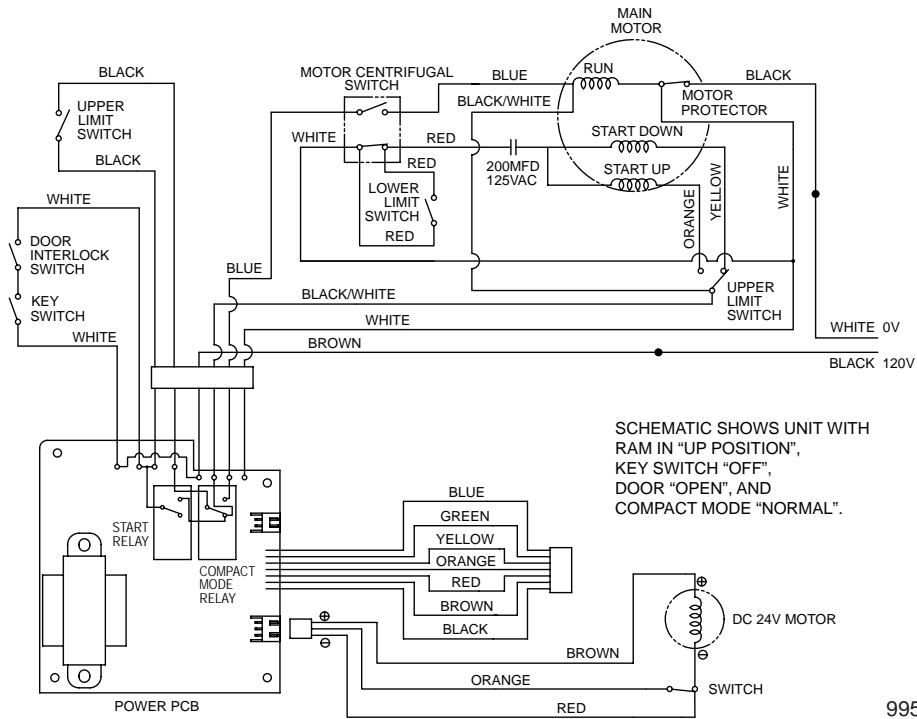 MAIN
MOTOR
BLACK
MOTOR CENTRIFUGAL
SWITCH
BLUE
RUN
BLACK
UPPER
LIMIT
SWITCH
BLACK/WHITE
MOTOR
PROTECTOR
WHITE
RED
START DOWN
BLACK
RED
200MFD
125VAC
START UP
WHITE
LOWER
LIMIT
SWITCH
RED
ORANGE
YELLOW
WHITE
DOOR
INTERLOCK
SWITCH
BLUE
KEY
SWITCH
BLACK/WHITE
UPPER
LIMIT
SWITCH
WHITE
WHITE
WHITE 0V
BROWN
BLACK 120V
SCHEMATIC SHOWS UNIT WITH
RAM IN “UP POSITION”,
KEY SWITCH “OFF”,
DOOR “OPEN”, AND
COMPACT MODE “NORMAL”.
BLUE
GREEN
START
RELAY
YELLOW
ORANGE
COMPACT
MODE
RELAY
RED
BROWN
BLACK
DC 24V MOTOR
BROWN
ORANGE
SWITCH
RED
POWER PCB
995